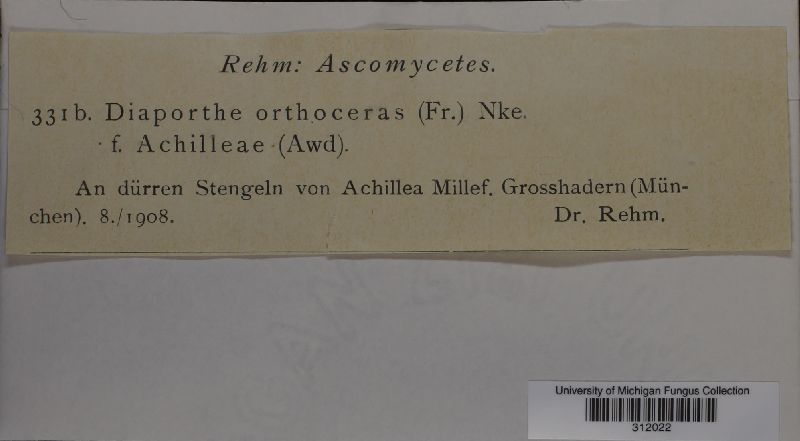 Rehm: Ascomycetes.
331b. Diaporthe orthoceras (Fr.) Nke.
f. Achilleae (Awd).
An dürren Stengeln von Achillea Millef. Grosshadern (Mün-
chen). 8./1908. Dr. Rehm.
University of Michigan Fungus Collection
312022